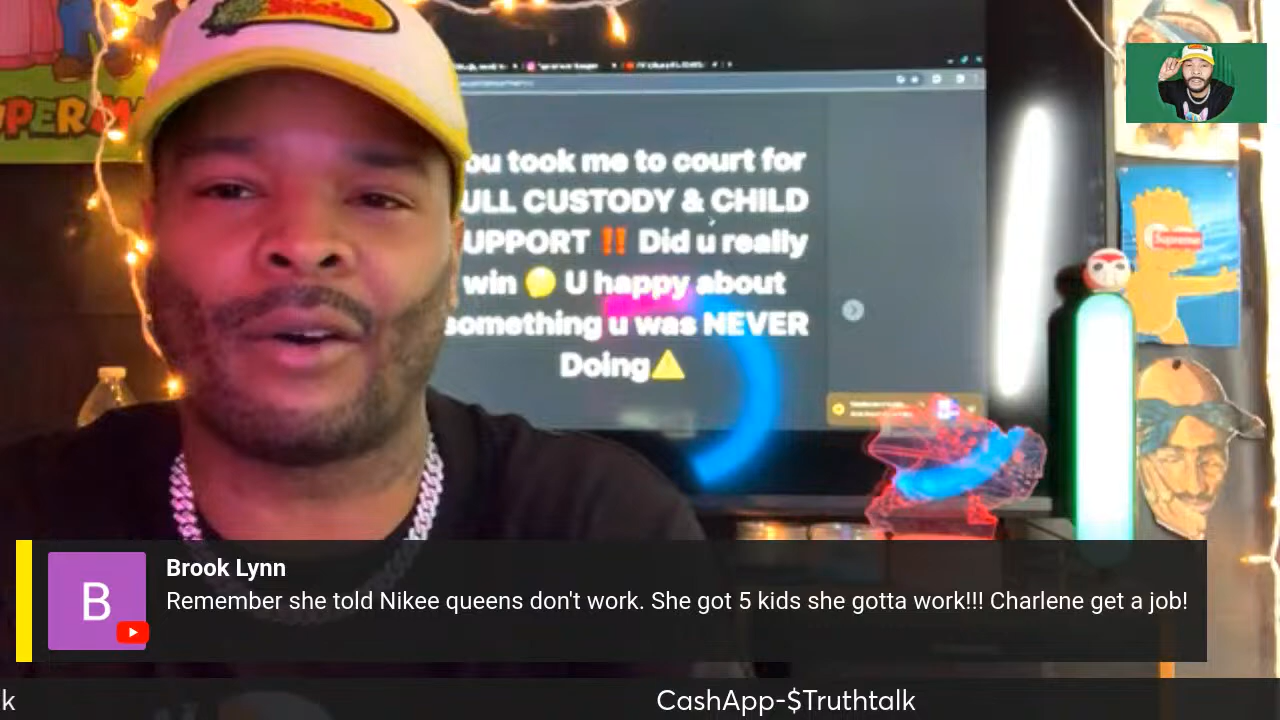 ou took me to court for
ULL CUSTODY & CHILD
UPPORT ‼️ Did u really
win 🤔 U happy about
something u was NEVER
Doing⚠️
Supreme
Brook Lynn
B
Remember she told Nikee queens don't work. She got 5 kids she gotta work!!! Charlene get a job!
k
CashApp-$Truthtalk